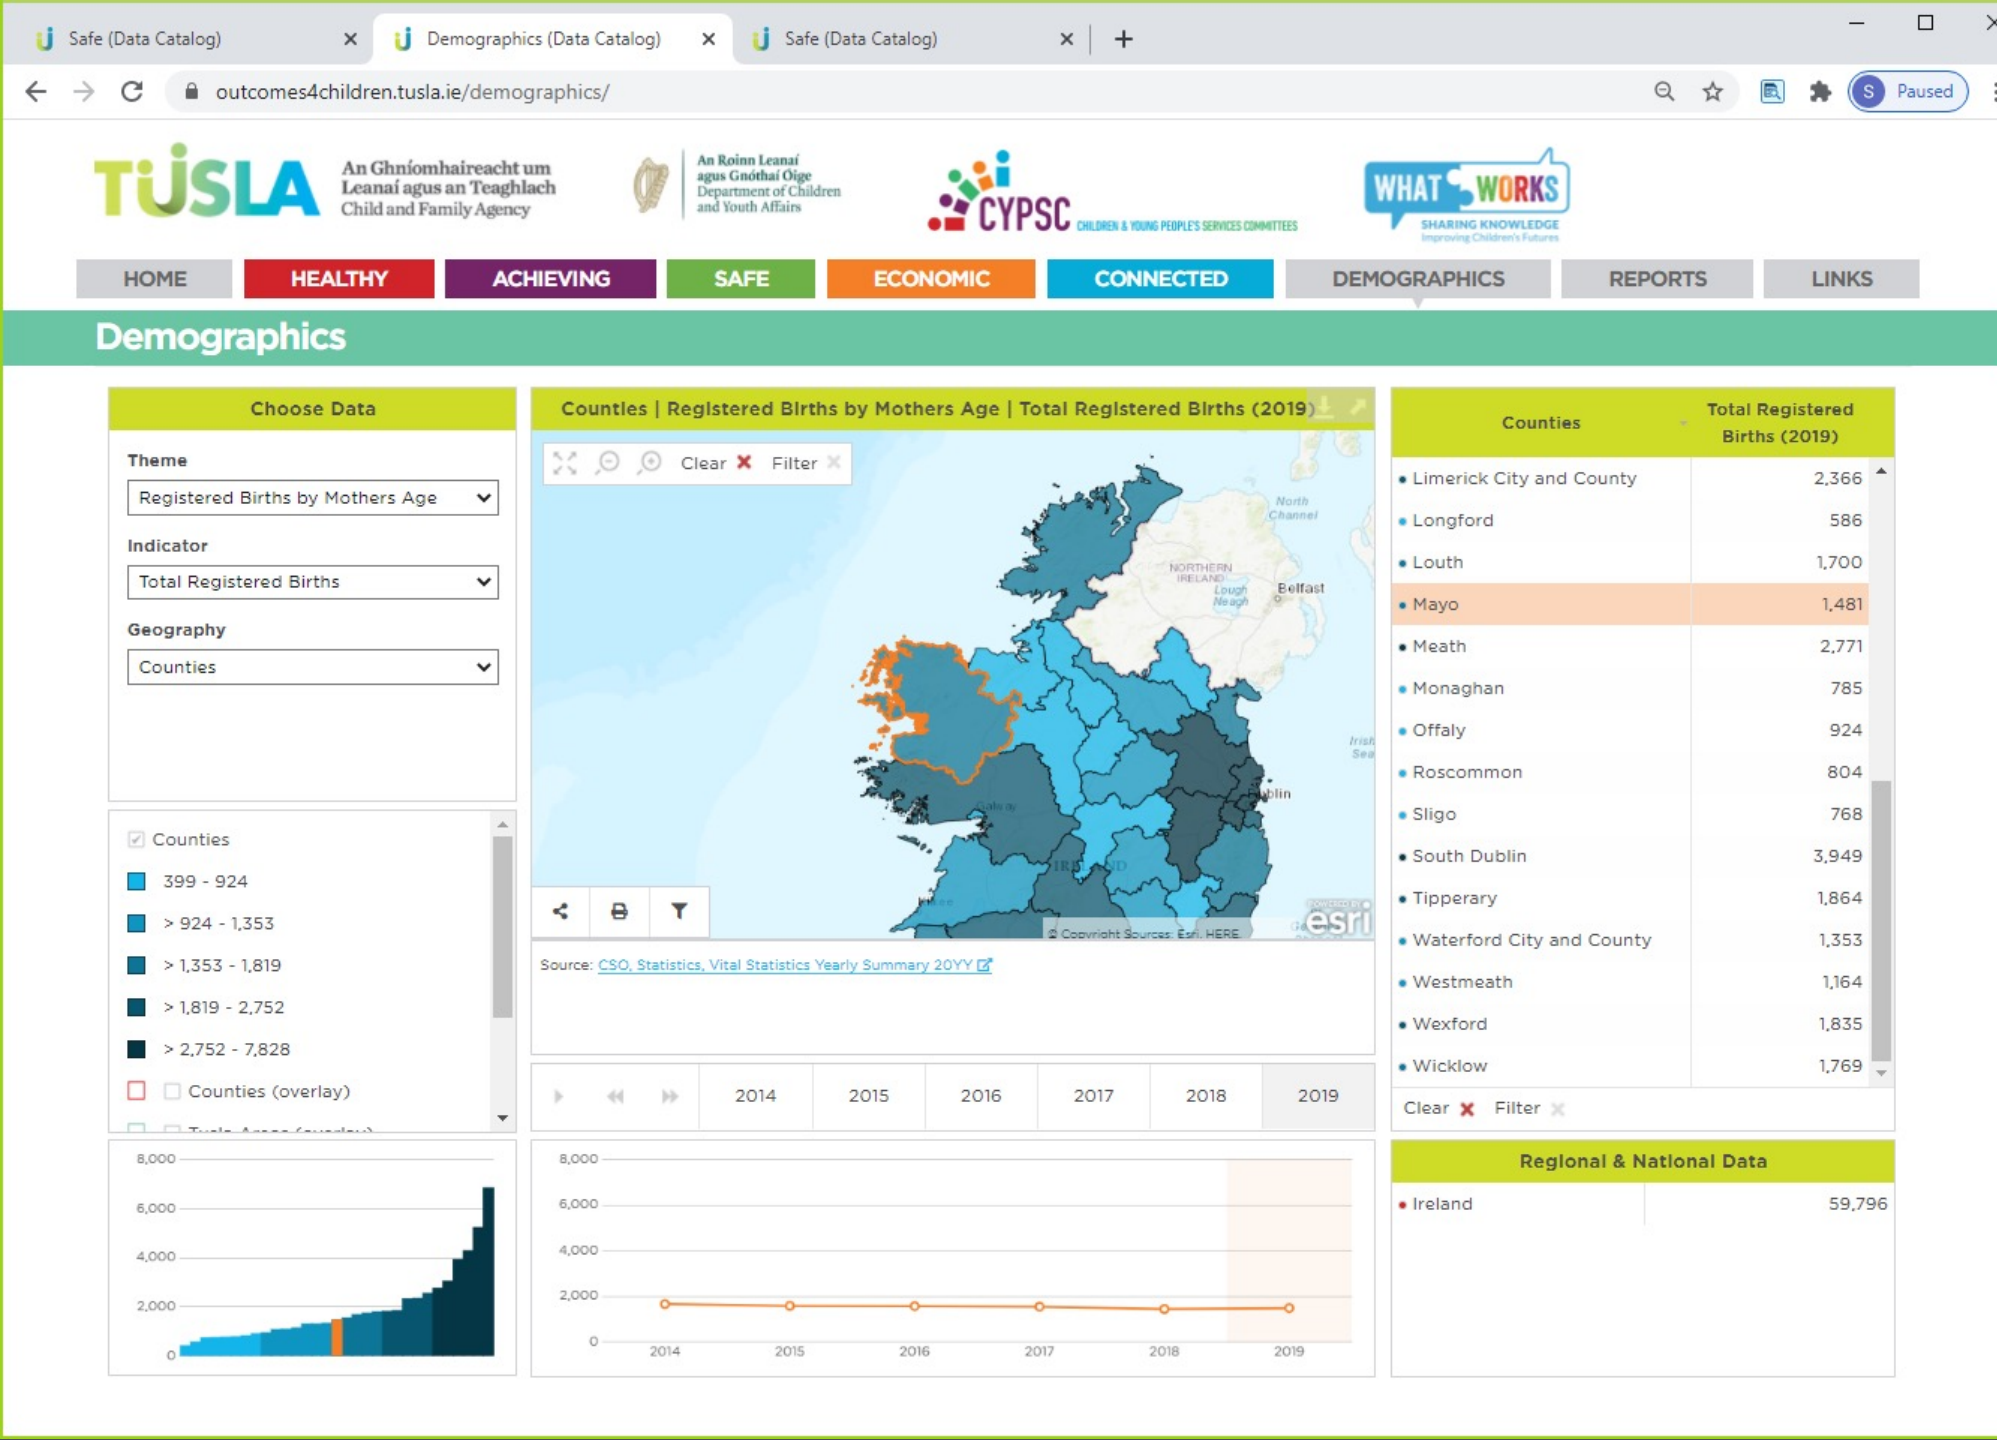 Safe (Data Catalog)
Demographics (Data Catalog)
Safe (Data Catalog)
outcomes4children.tusla.ie/demographics/
S
Paused
TUSLA
An Ghníomhaireacht um
Leanaí agus an Teaghlach
Child and Family Agency
An Roinn Leanaí
agus Gnóthaí Óige
Department of Children
and Youth Affairs
CYPSC
CHILDREN & YOUNG PEOPLE'S SERVICES COMMITTEES
WHAT WORKS
SHARING KNOWLEDGE
Improving Children's Futures
HOME
HEALTHY
ACHIEVING
SAFE
ECONOMIC
CONNECTED
DEMOGRAPHICS
REPORTS
LINKS
Demographics
Choose Data
Theme
Registered Births by Mothers Age
Indicator
Total Registered Births
Geography
Counties
Counties
399 - 924
> 924 - 1,353
> 1,353 - 1,819
> 1,819 - 2,752
> 2,752 - 7,828
Counties (overlay)
8,000
6,000
4,000
2,000
0
Counties | Registered Births by Mothers Age | Total Registered Births (2019)
Clear
Filter
North
Channel
NORTHERN
IRELAND
Lough
Neagh
Belfast
Irish
Sea
Galway
IRELAND
POWERED BY
esri
© Copyright Sources: Esri, HERE,
Source: CSO, Statistics, Vital Statistics Yearly Summary 20YY
2014
2015
2016
2017
2018
2019
8,000
6,000
4,000
2,000
0
2014
2015
2016
2017
2018
2019
Counties
Total Registered
Births (2019)
Limerick City and County 2,366
Longford 586
Louth 1,700
Mayo 1,481
Meath 2,771
Monaghan 785
Offaly 924
Roscommon 804
Sligo 768
South Dublin 3,949
Tipperary 1,864
Waterford City and County 1,353
Westmeath 1,164
Wexford 1,835
Wicklow 1,769
Clear
Filter
Regional & National Data
Ireland 59,796